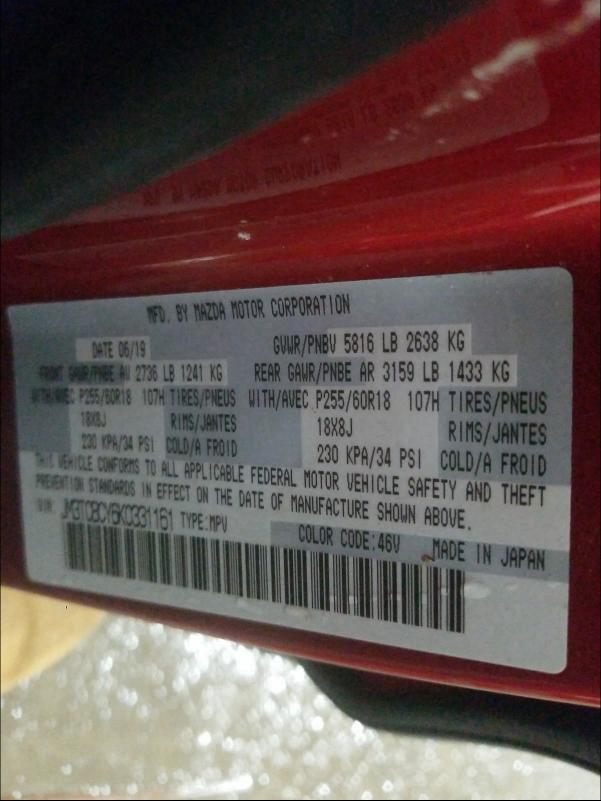 MFD. BY MAZDA MOTOR CORPORATION
DATE 06/19 GVWR/PNBV 5816 LB 2638 KG
FRONT GAWR/PNBE AV 2736 LB 1241 KG REAR GAWR/PNBE AR 3159 LB 1433 KG
WITH/AVEC P255/60R18 107H TIRES/PNEUS WITH/AVEC P255/60R18 107H TIRES/PNEUS
18X8J RIMS/JANTES 18X8J RIMS/JANTES
230 KPA/34 PSI COLD/A FROID 230 KPA/34 PSI COLD/A FROID
THIS VEHICLE CONFORMS TO ALL APPLICABLE FEDERAL MOTOR VEHICLE SAFETY AND THEFT
PREVENTION STANDARDS IN EFFECT ON THE DATE OF MANUFACTURE SHOWN ABOVE.
VIN: JM3TCBCY6K0331161 TYPE:MPV COLOR CODE:46V MADE IN JAPAN